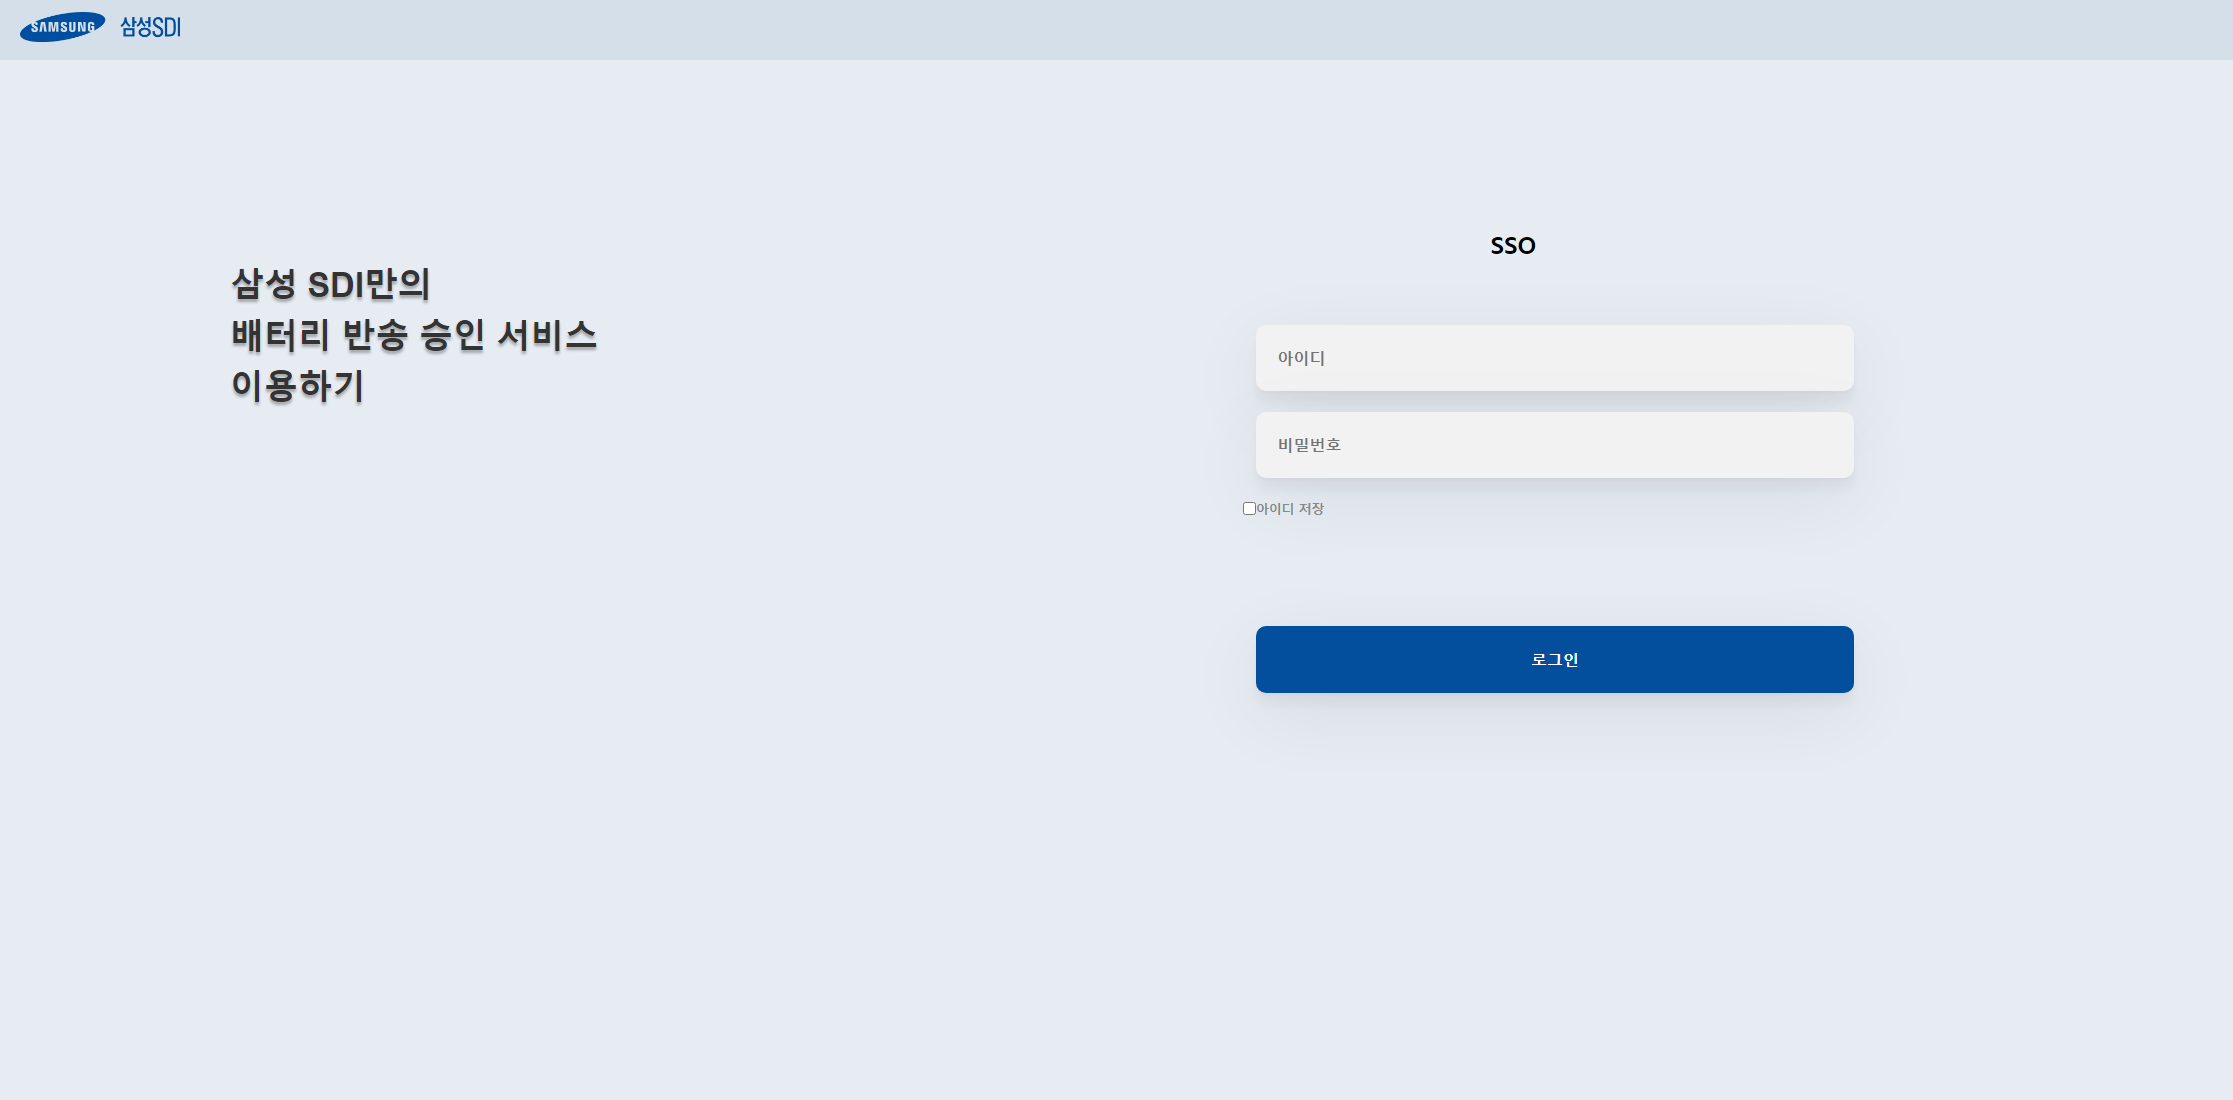 SAMSUNG 삼성SDI
삼성 SDI만의
배터리 반송 승인 서비스
이용하기
SSO
아이디
비밀번호
아이디 저장
로그인